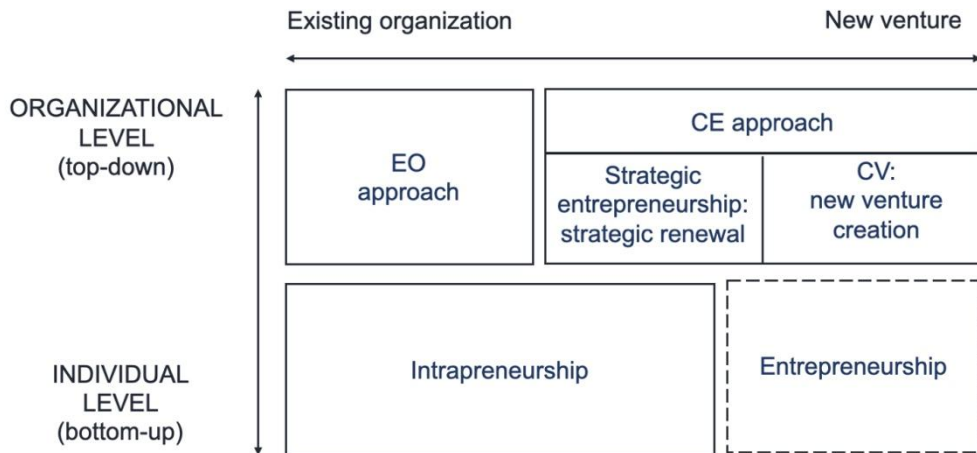 Existing organization
New venture
ORGANIZATIONAL
LEVEL
(top-down)
EO
approach
CE approach
Strategic
entrepreneurship:
strategic renewal
CV:
new venture
creation
INDIVIDUAL
LEVEL
(bottom-up)
Intrapreneurship
Entrepreneurship